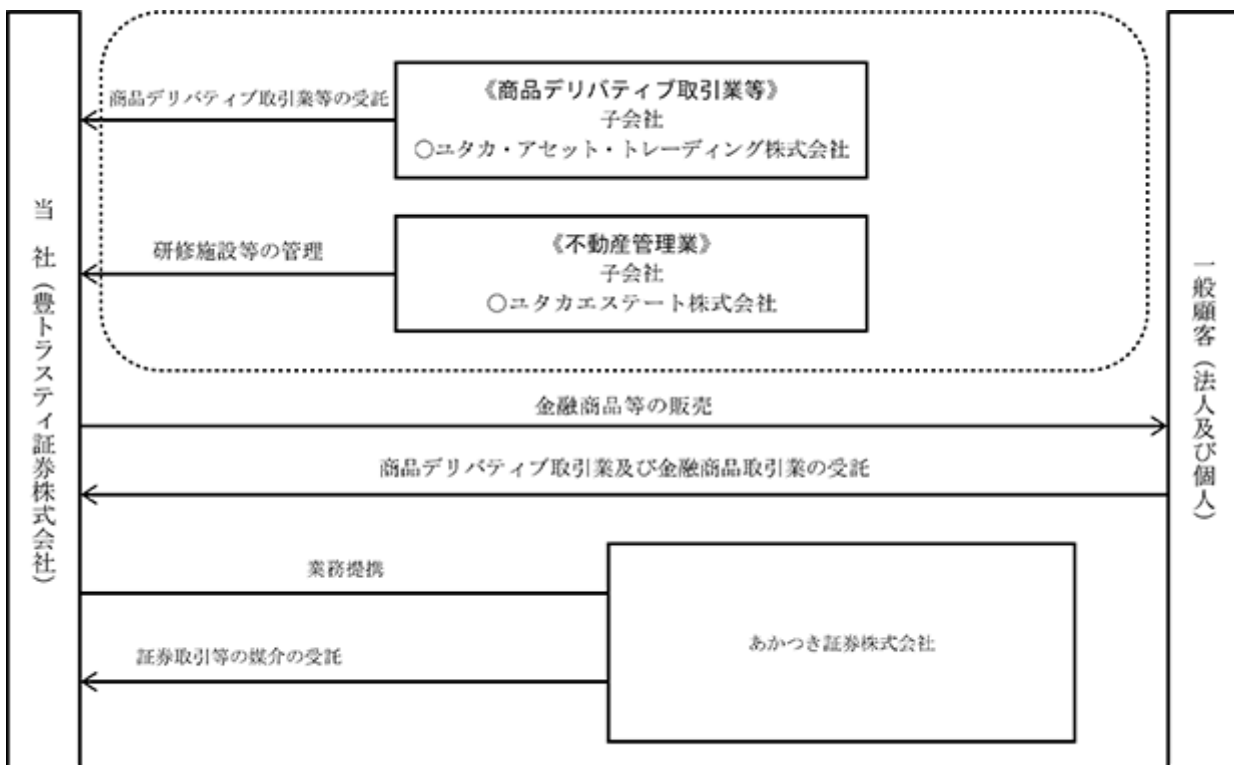 当社（豊トラスティ証券株式会社）
商品デリバティブ取引業等の受託
《商品デリバティブ取引業等》
子会社
○ユタカ・アセット・トレーディング株式会社
研修施設等の管理
《不動産管理業》
子会社
○ユタカエステート株式会社
金融商品等の販売
商品デリバティブ取引業及び金融商品取引業の受託
業務提携
証券取引等の媒介の受託
あかつき証券株式会社
一般顧客（法人及び個人）